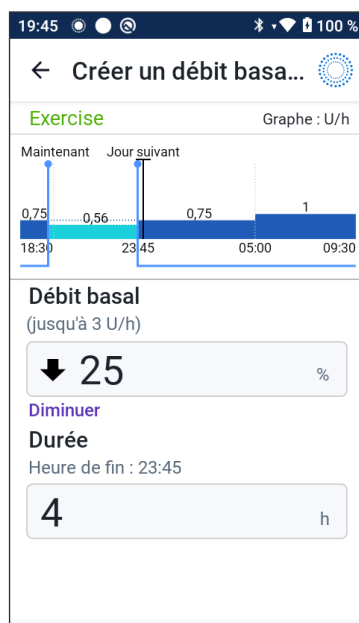 19:45 100 %
Créer un débit basa...
Exercise Graphe : U/h
Maintenant Jour suivant
0,75 0,56 0,75 1
18:30 23:45 05:00 09:30
Débit basal
(jusqu'à 3 U/h)
25 %
Diminuer
Durée
Heure de fin : 23:45
4 h